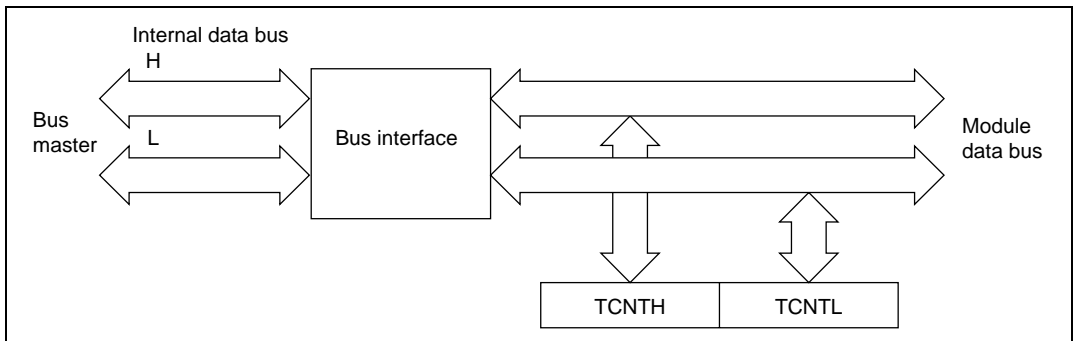 Internal data bus
H
Bus
master
L
Bus interface
Module
data bus
TCNTH
TCNTL